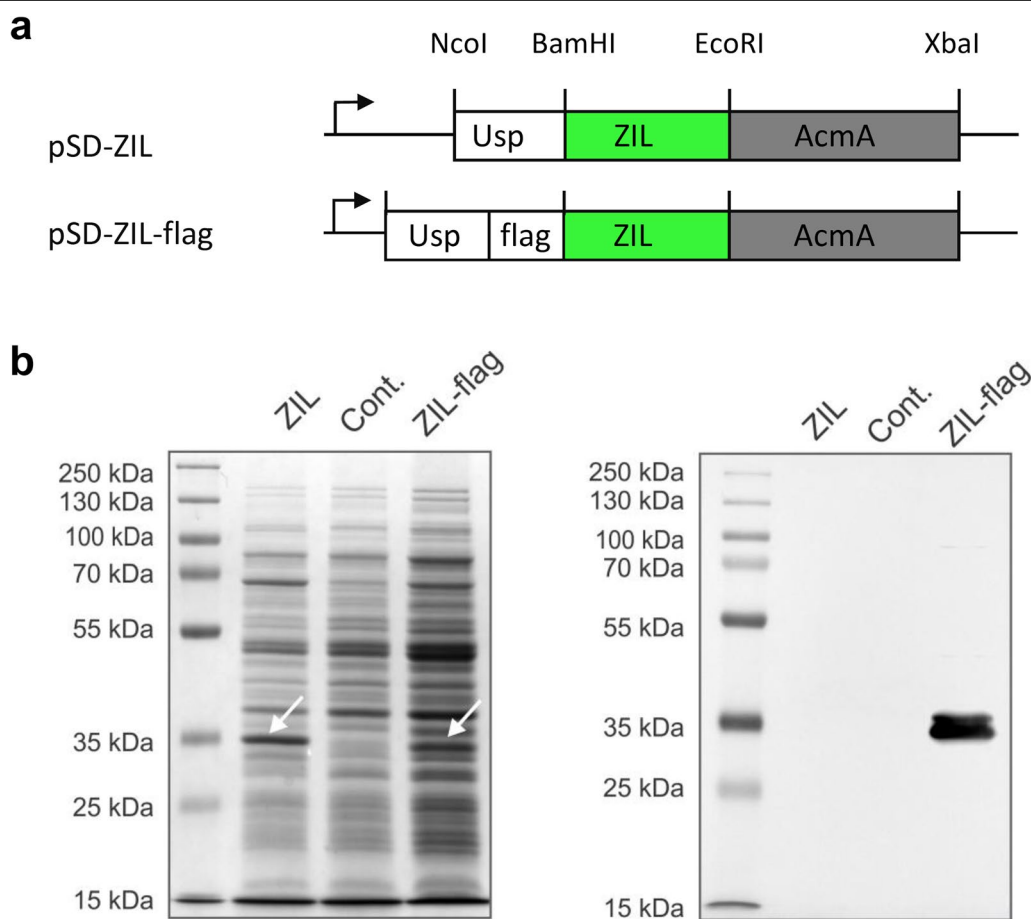 a
NcoI BamHI EcoRI XbaI
pSD-ZIL Usp ZIL AcmA
pSD-ZIL-flag Usp flag ZIL AcmA
b
ZIL Cont. ZIL-flag
250 kDa
130 kDa
100 kDa
70 kDa
55 kDa
35 kDa
25 kDa
15 kDa
ZIL Cont. ZIL-flag
250 kDa
130 kDa
100 kDa
70 kDa
55 kDa
35 kDa
25 kDa
15 kDa